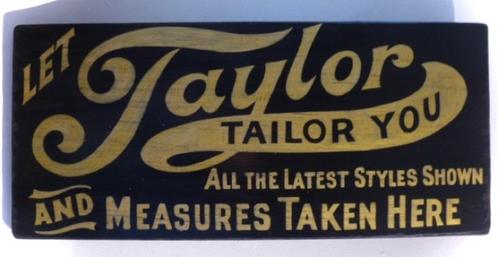 LET Taylor
TAILOR YOU
ALL THE LATEST STYLES SHOWN
AND MEASURES TAKEN HERE